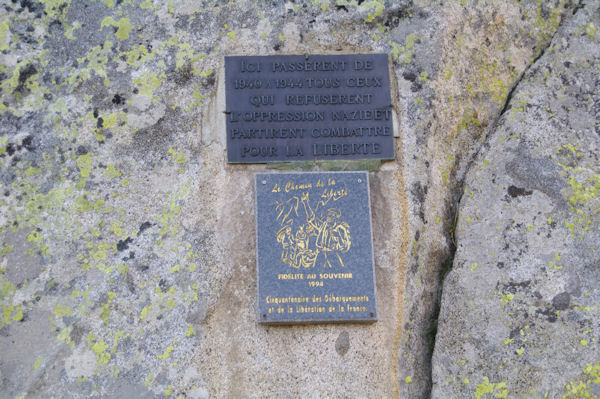 ICI PASSÈRENT DE
1940 A 1944 TOUS CEUX
QUI REFUSÈRENT
L'OPPRESSION NAZIE ET
PARTIRENT COMBATTRE
POUR LA LIBERTE
Le Chemin de la
Liberté
FIDÉLITÉ AU SOUVENIR
1994
Cinquantenaire des Débarquements
et de la Libération de la France.